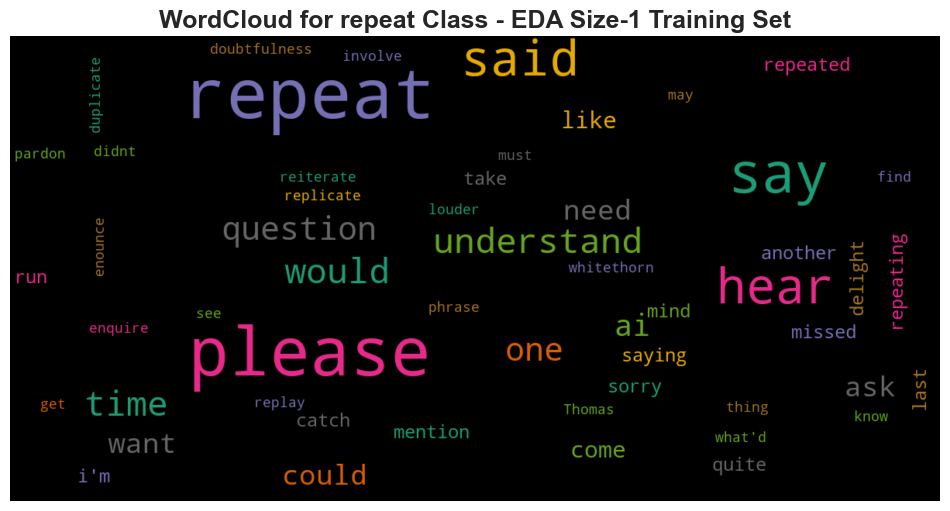 WordCloud for repeat Class - EDA Size-1 Training Set
doubtfulness
involve
said
repeated
duplicate
repeat
may
like
pardon
didnt
must
say
reiterate
take
find
replicate
louder
need
question
understand
enounce
would
whitethorn
another
delight
repeating
run
hear
phrase
mind
see
ai
enquire
missed
please
one
saying
sorry
ask
last
get
time
replay
Thomas
thing
know
catch
mention
what'd
want
come
quite
i'm
could